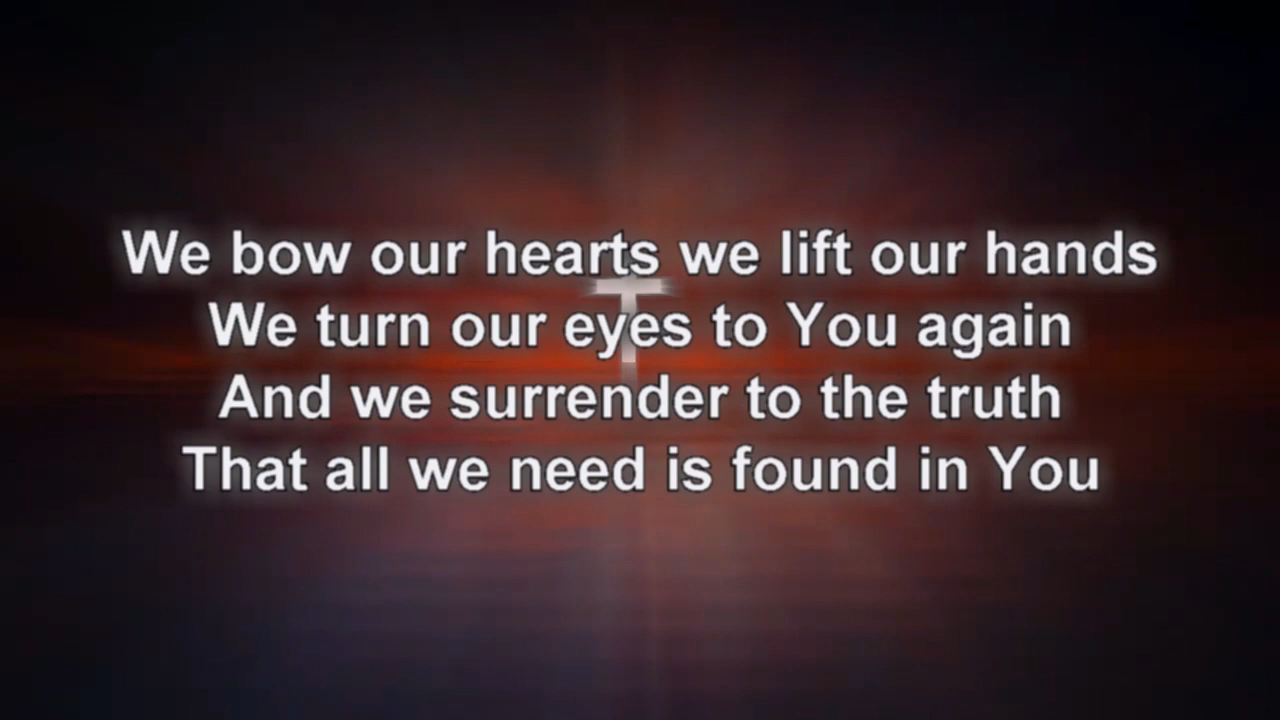 We bow our hearts we lift our hands
We turn our eyes to You again
And we surrender to the truth
That all we need is found in You